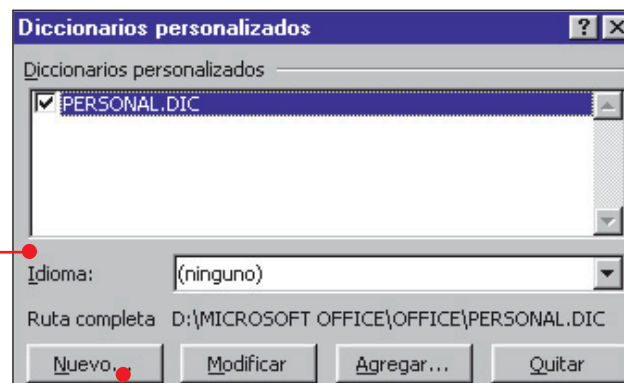 Diccionarios personalizados
Diccionarios personalizados
PERSONAL.DIC
Idioma: (ninguno)
Ruta completa D:\MICROSOFT OFFICE\OFFICE\PERSONAL.DIC
Nuevo... Modificar Agregar... Quitar